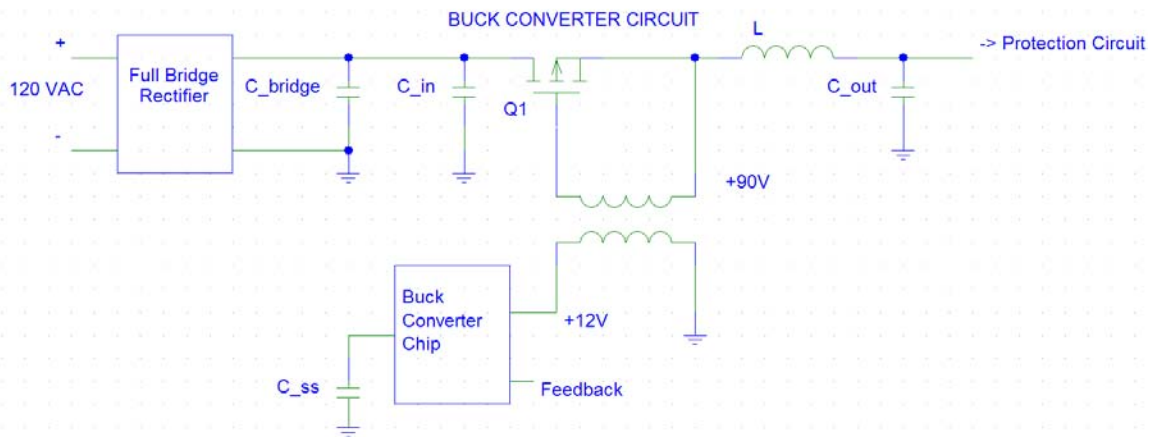 BUCK CONVERTER CIRCUIT
+
120 VAC
-
Full Bridge
Rectifier
C_bridge
C_in
Q1
L
C_out
-> Protection Circuit
+90V
Buck
Converter
Chip
+12V
C_ss
Feedback